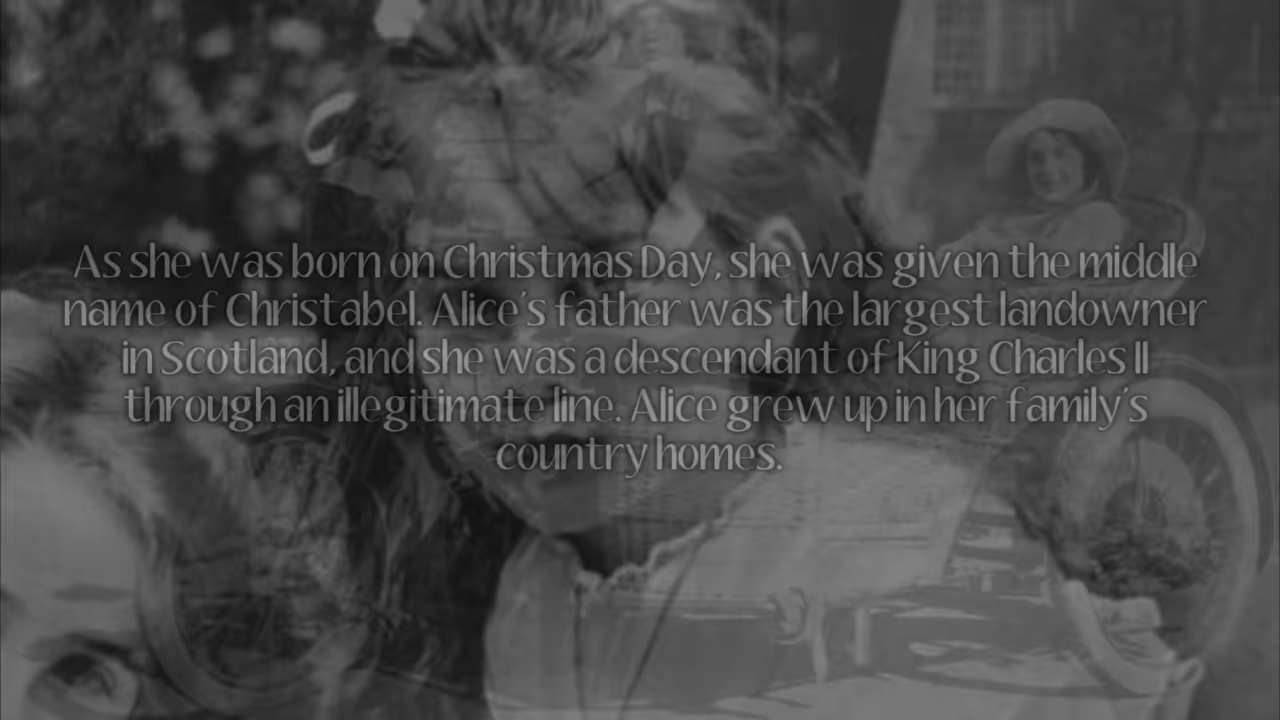 As she was born on Christmas Day, she was given the middle
name of Christabel. Alice's father was the largest landowner
in Scotland, and she was a descendant of King Charles II
through an illegitimate line. Alice grew up in her family's
country homes.